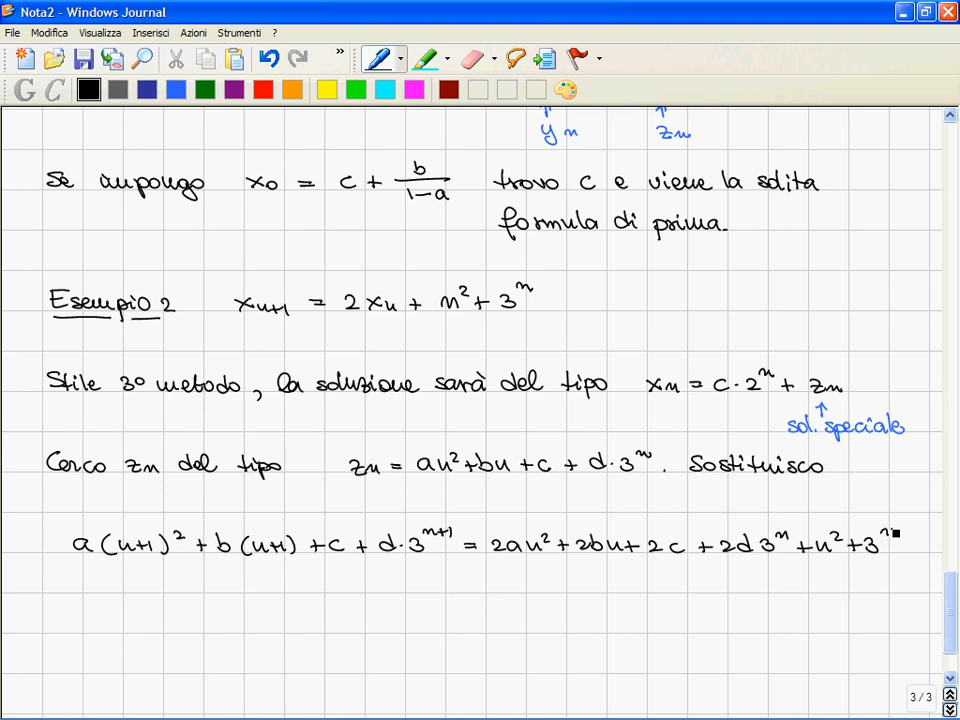 Nota2 - Windows Journal
File Modifica Visualizza Inserisci Azioni Strumenti ?
»
G C
yn zn
Se impongo x₀ = c + b/(1-a) trovo c e viene la solita
formula di prima.
Esempio 2 xₙ₊₁ = 2xₙ + n² + 3ⁿ
Stile 3º metodo, la soluzione sarà del tipo xₙ = c·2ⁿ + zₙ
sol. speciale
Cerco zₙ del tipo zₙ = an²+bn+c + d·3ⁿ. Sostituisco
a(n+1)² + b(n+1) + c + d·3ⁿ⁺¹ = 2an² + 2bn + 2c + 2d3ⁿ + n² + 3ⁿ
3 / 3